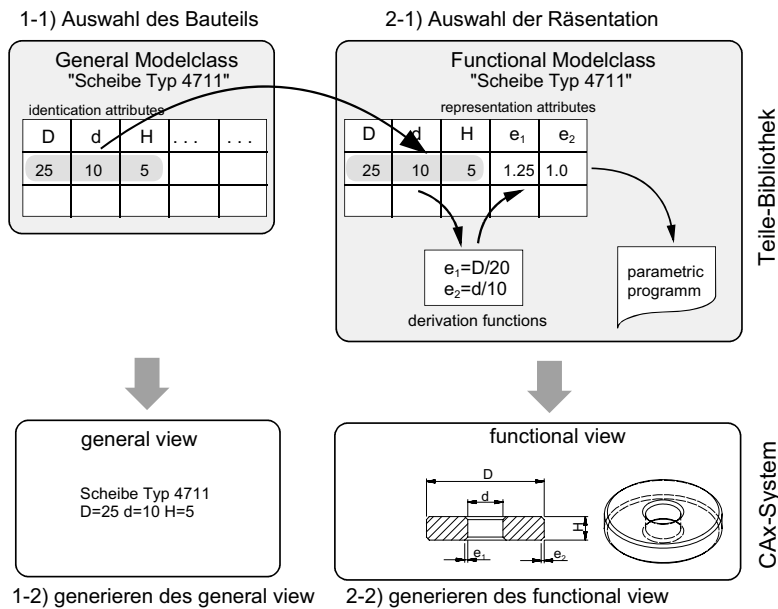 1-1) Auswahl des Bauteils
2-1) Auswahl der Räsentation
General Modelclass
"Scheibe Typ 4711"
identication attributes
D d H . . . . . .
25 10 5
Functional Modelclass
"Scheibe Typ 4711"
representation attributes
D d H e₁ e₂
25 10 5 1.25 1.0
e₁=D/20
e₂=d/10
derivation functions
parametric
programm
Teile-Bibliothek
general view
Scheibe Typ 4711
D=25 d=10 H=5
functional view
D
d
H
e₁ e₂
CAx-System
1-2) generieren des general view
2-2) generieren des functional view